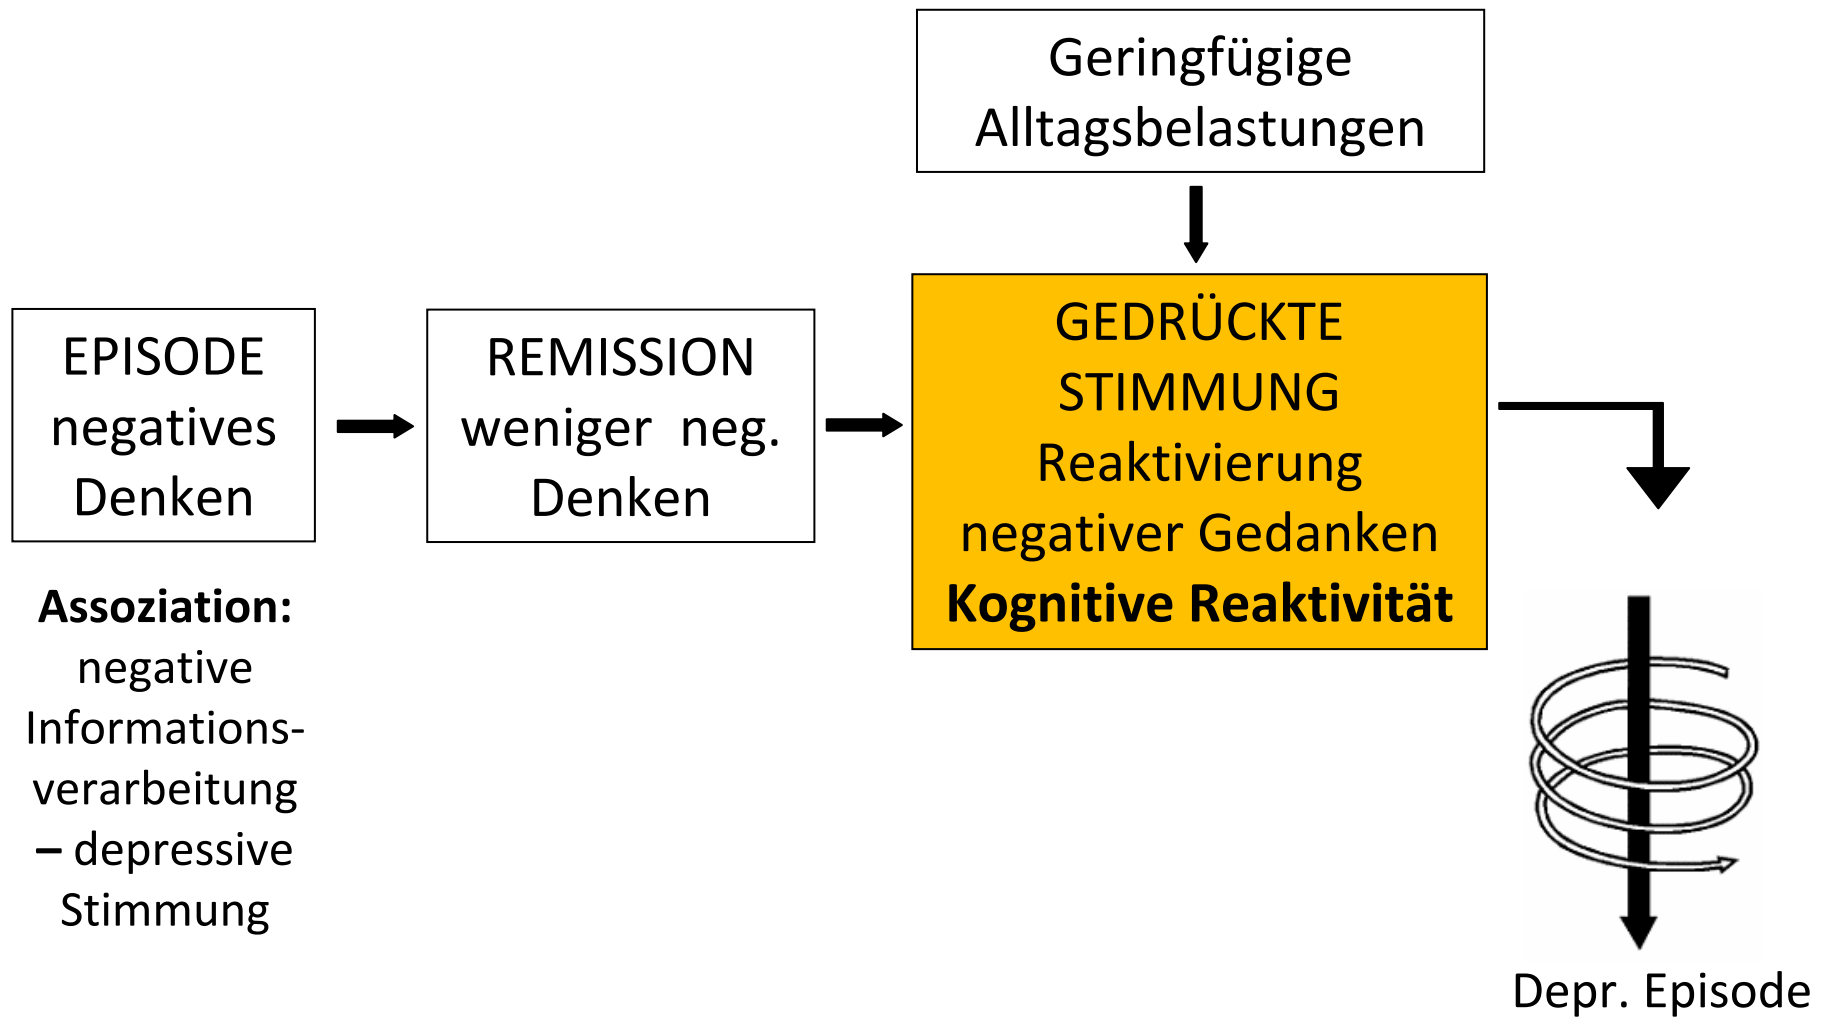 Geringfügige
Alltagsbelastungen
EPISODE
negatives
Denken
REMISSION
weniger neg.
Denken
GEDRÜCKTE
STIMMUNG
Reaktivierung
negativer Gedanken
Kognitive Reaktivität
Assoziation:
negative
Informations-
verarbeitung
– depressive
Stimmung
Depr. Episode